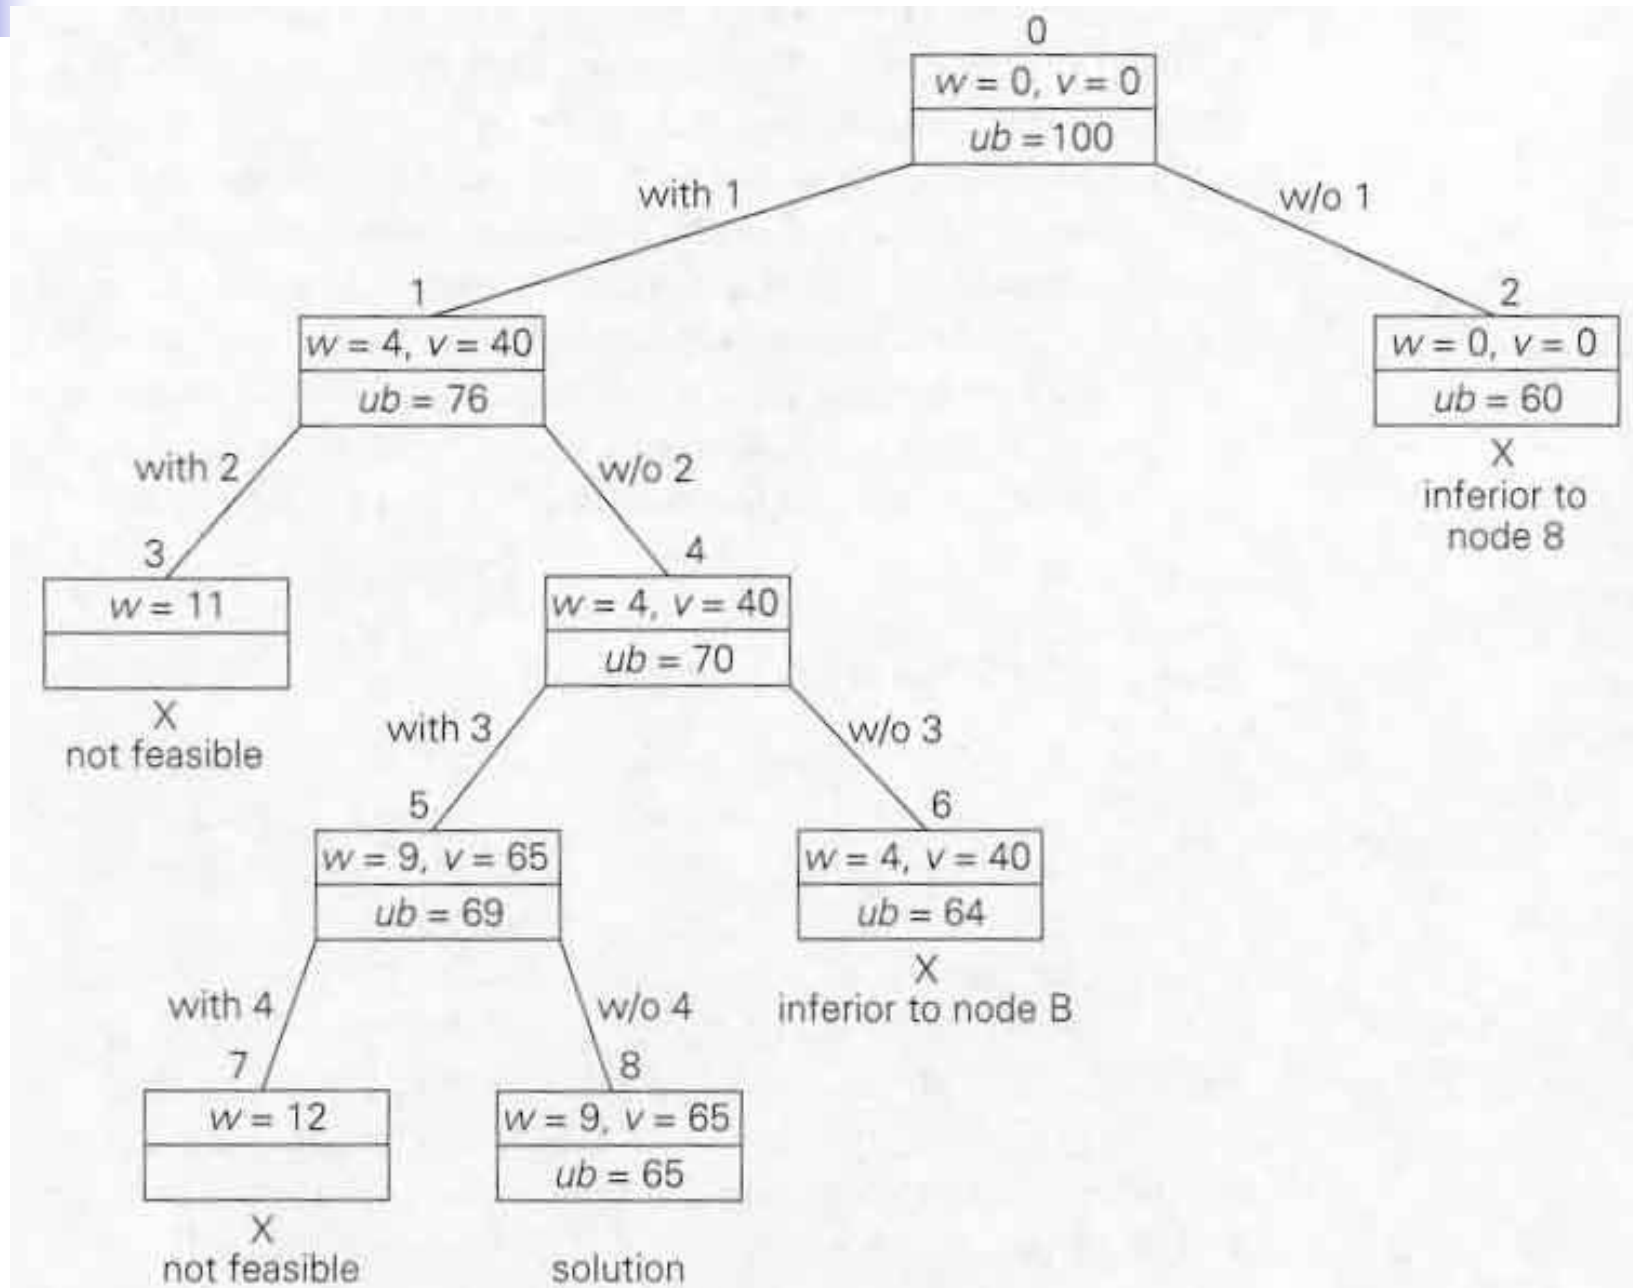 0
w = 0, v = 0
ub = 100
with 1
w/o 1
1
w = 4, v = 40
ub = 76
2
w = 0, v = 0
ub = 60
X
inferior to
node 8
with 2
w/o 2
3
w = 11
X
not feasible
4
w = 4, v = 40
ub = 70
with 3
w/o 3
5
w = 9, v = 65
ub = 69
6
w = 4, v = 40
ub = 64
X
inferior to node B
with 4
w/o 4
7
w = 12
X
not feasible
8
w = 9, v = 65
ub = 65
solution